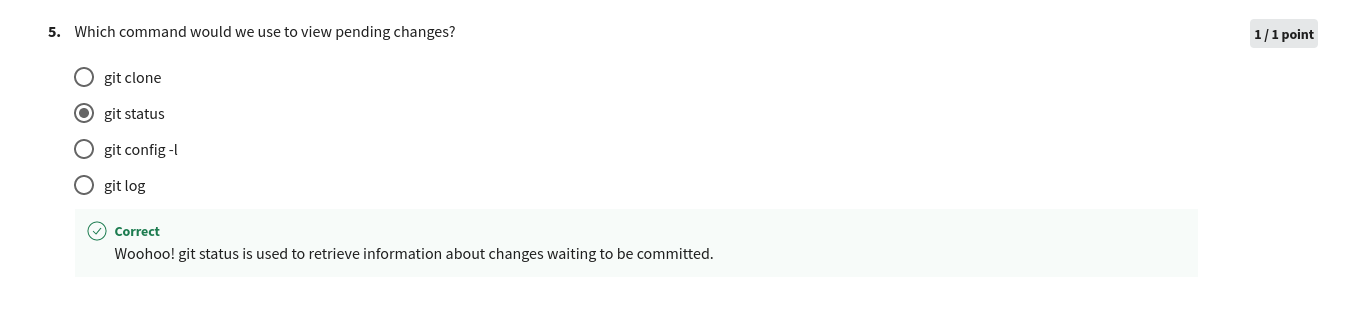 5. Which command would we use to view pending changes?
1 / 1 point
git clone
git status
git config -l
git log
Correct
Woohoo! git status is used to retrieve information about changes waiting to be committed.